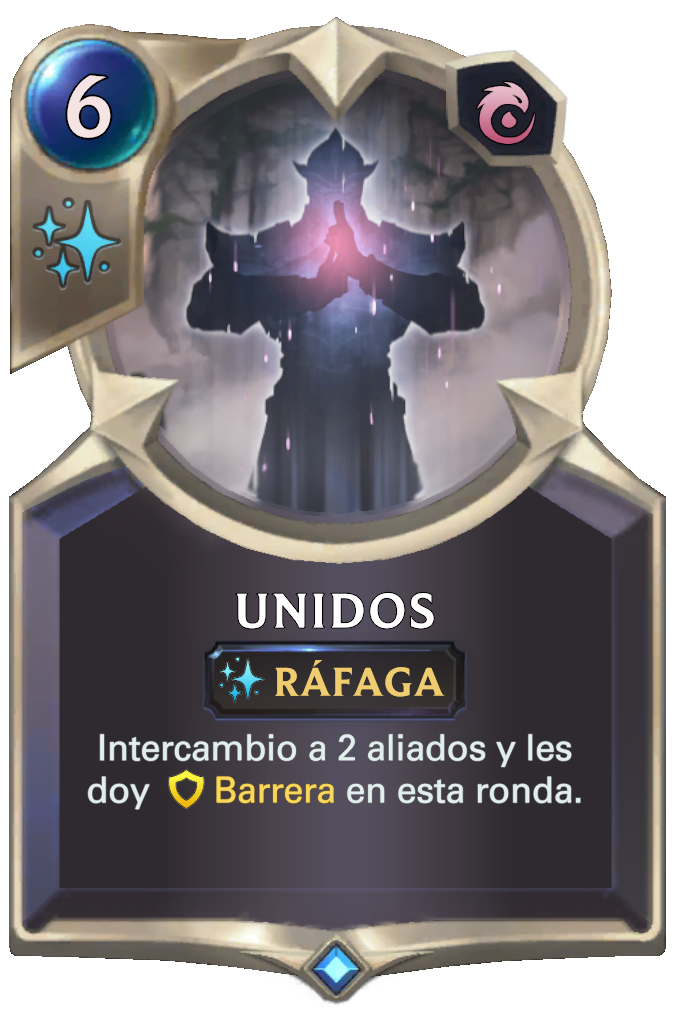 6
UNIDOS
RÁFAGA
Intercambio a 2 aliados y les
doy Barrera en esta ronda.